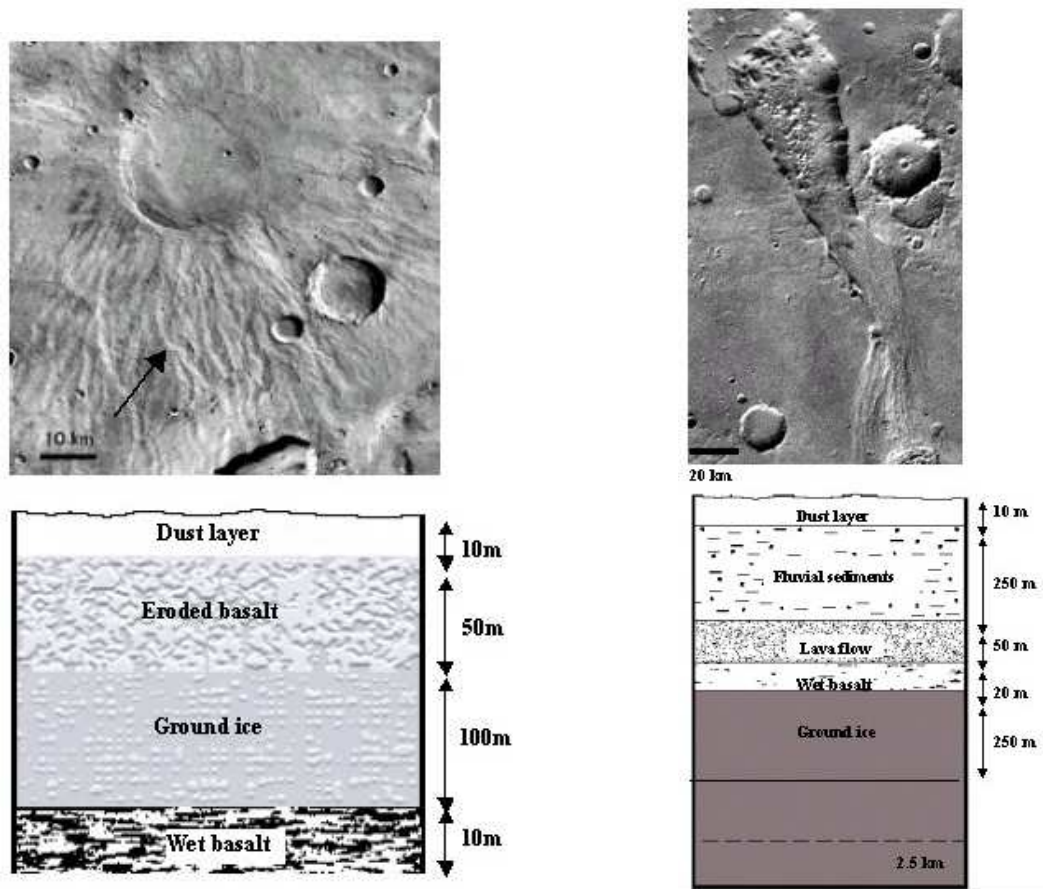 10 km
20 km
Dust layer
10m
Eroded basalt
50m
Ground ice
100m
Wet basalt
10m
Dust layer
10 m
Fluvial sediments
250 m
Lava flow
50 m
Wet basalt
20 m
Ground ice
250 m
2.5 km